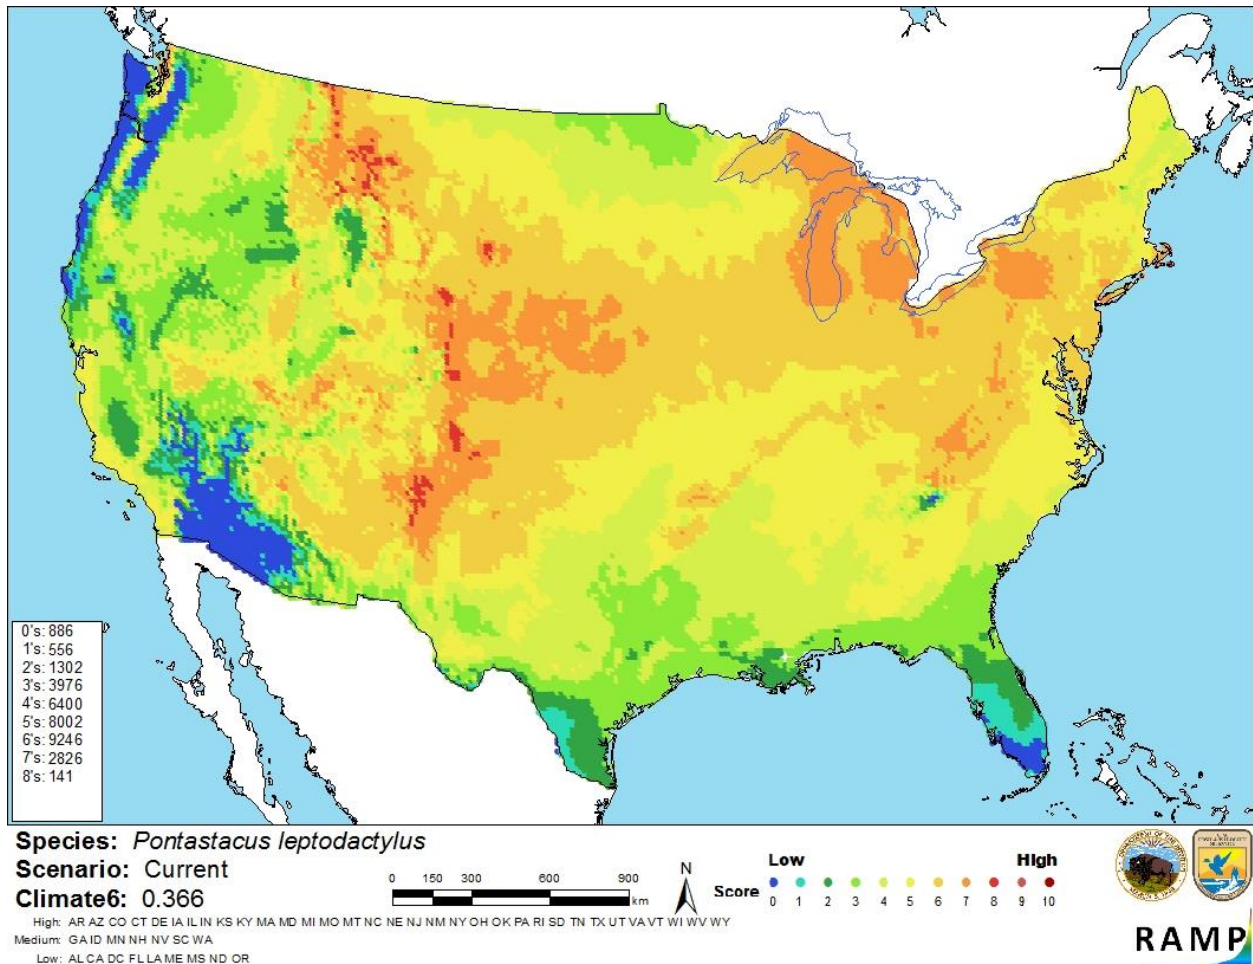 0's: 886
1's: 556
2's: 1302
3's: 3976
4's: 6400
5's: 8002
6's: 9246
7's: 2826
8's: 141
Species: Pontastacus leptodactylus
Scenario: Current
Climate6: 0.366
0 150 300 600 900
km
N
Low High
Score 0 1 2 3 4 5 6 7 8 9 10
High: AR AZ CO CT DE IA IL IN KS KY MA MD MI MO MT NC NE NJ NM NY OH OK PA RI SD TN TX UT VA VT WI WV WY
Medium: GA ID MN NH NV SC WA
Low: AL CA DC FL LA ME MS ND OR
RAMP